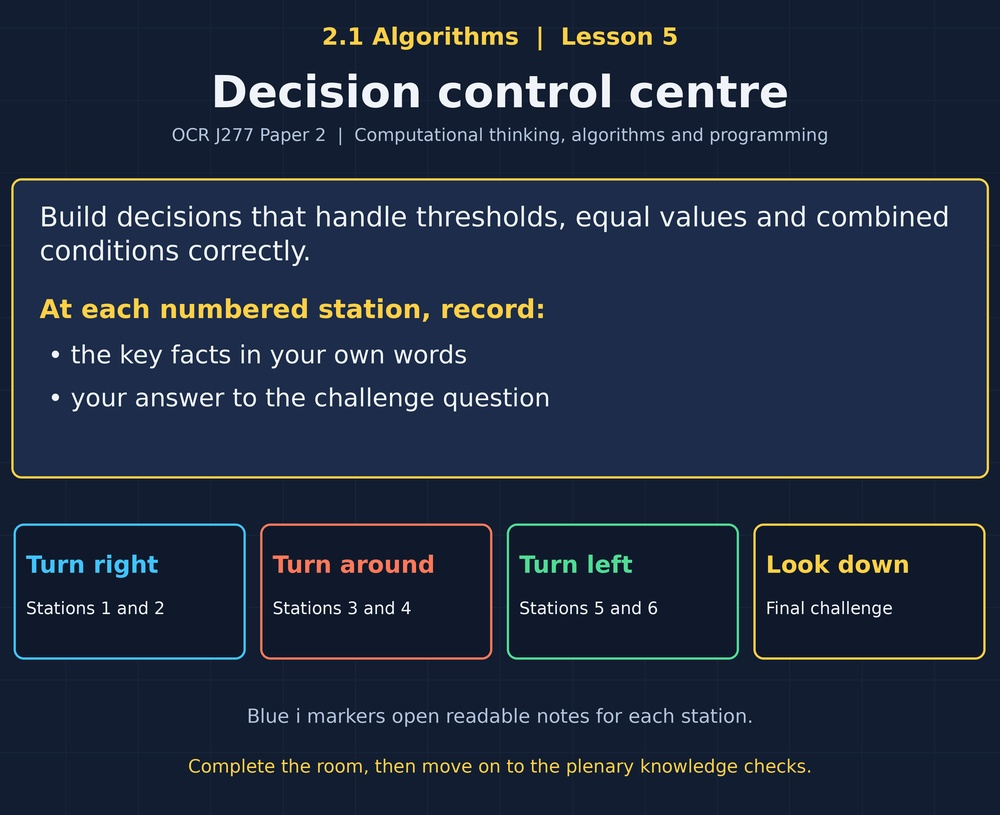 2.1 Algorithms | Lesson 5
Decision control centre
OCR J277 Paper 2 | Computational thinking, algorithms and programming
Build decisions that handle thresholds, equal values and combined
conditions correctly.
At each numbered station, record:
• the key facts in your own words
• your answer to the challenge question
Turn right
Stations 1 and 2
Turn around
Stations 3 and 4
Turn left
Stations 5 and 6
Look down
Final challenge
Blue i markers open readable notes for each station.
Complete the room, then move on to the plenary knowledge checks.